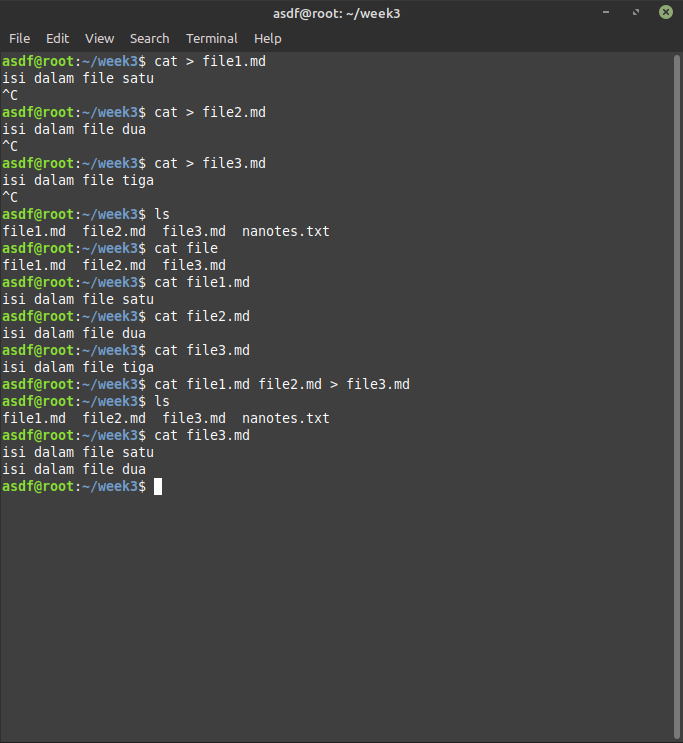 asdf@root: ~/week3
File Edit View Search Terminal Help
asdf@root:~/week3$ cat > file1.md
isi dalam file satu
^C
asdf@root:~/week3$ cat > file2.md
isi dalam file dua
^C
asdf@root:~/week3$ cat > file3.md
isi dalam file tiga
^C
asdf@root:~/week3$ ls
file1.md  file2.md  file3.md  nanotes.txt
asdf@root:~/week3$ cat file
file1.md  file2.md  file3.md
asdf@root:~/week3$ cat file1.md
isi dalam file satu
asdf@root:~/week3$ cat file2.md
isi dalam file dua
asdf@root:~/week3$ cat file3.md
isi dalam file tiga
asdf@root:~/week3$ cat file1.md file2.md > file3.md
asdf@root:~/week3$ ls
file1.md  file2.md  file3.md  nanotes.txt
asdf@root:~/week3$ cat file3.md
isi dalam file satu
isi dalam file dua
asdf@root:~/week3$